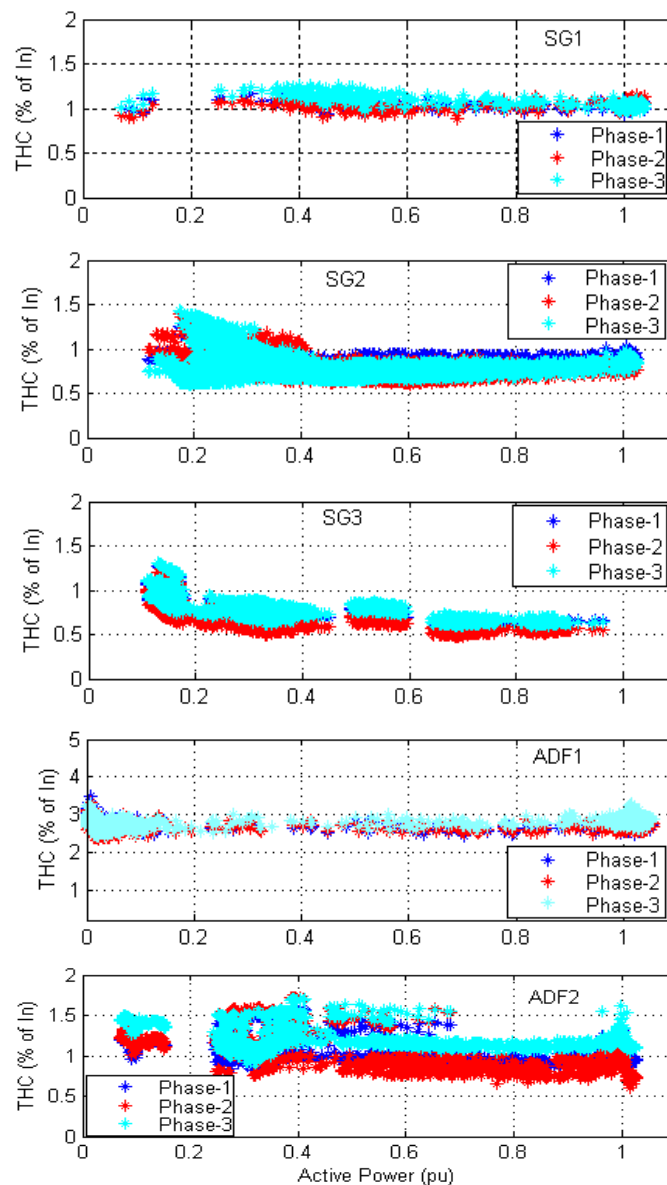 2
SG1
1.5
THC (% of In)
1
Phase-1
0.5
Phase-2
Phase-3
0
0 0.2 0.4 0.6 0.8 1
2
SG2
Phase-1
1.5
Phase-2
THC (% of In)
Phase-3
1
0.5
0
0 0.2 0.4 0.6 0.8 1
2
SG3
Phase-1
1.5
Phase-2
THC (% of In)
Phase-3
1
0.5
0
0 0.2 0.4 0.6 0.8 1
5
ADF1
4
THC (% of In)
3
2
Phase-1
1
Phase-2
Phase-3
0 0.2 0.4 0.6 0.8 1
2
ADF2
1.5
THC (% of In)
1
0.5
Phase-1
Phase-2
Phase-3
0
0 0.2 0.4 0.6 0.8 1
Active Power (pu)